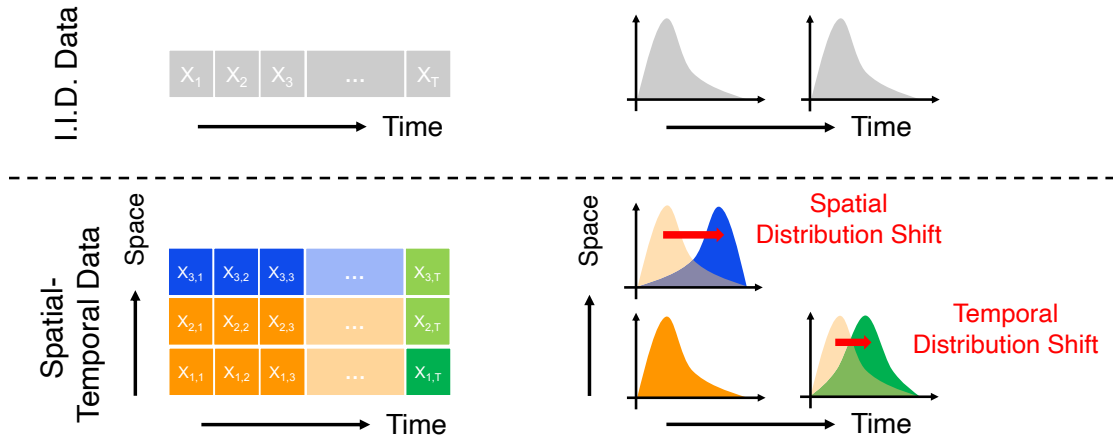 I.I.D. Data
X1 X2 X3 ... XT
Time
Time
Spatial-
Temporal Data
Space
X3,1 X3,2 X3,3 ... X3,T
X2,1 X2,2 X2,3 ... X2,T
X1,1 X1,2 X1,3 ... X1,T
Time
Space
Spatial
Distribution Shift
Temporal
Distribution Shift
Time